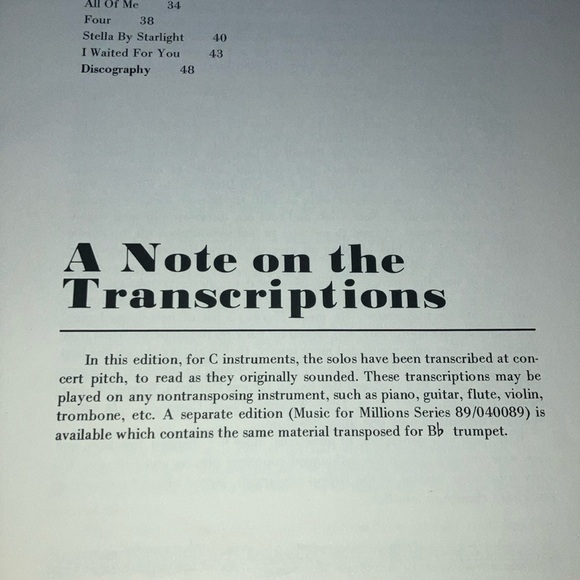 All Of Me 34
Four 38
Stella By Starlight 40
I Waited For You 43
Discography 48
A Note on the
Transcriptions
In this edition, for C instruments, the solos have been transcribed at con-
cert pitch, to read as they originally sounded. These transcriptions may be
played on any nontransposing instrument, such as piano, guitar, flute, violin,
trombone, etc. A separate edition (Music for Millions Series 89/040089) is
available which contains the same material transposed for B♭ trumpet.